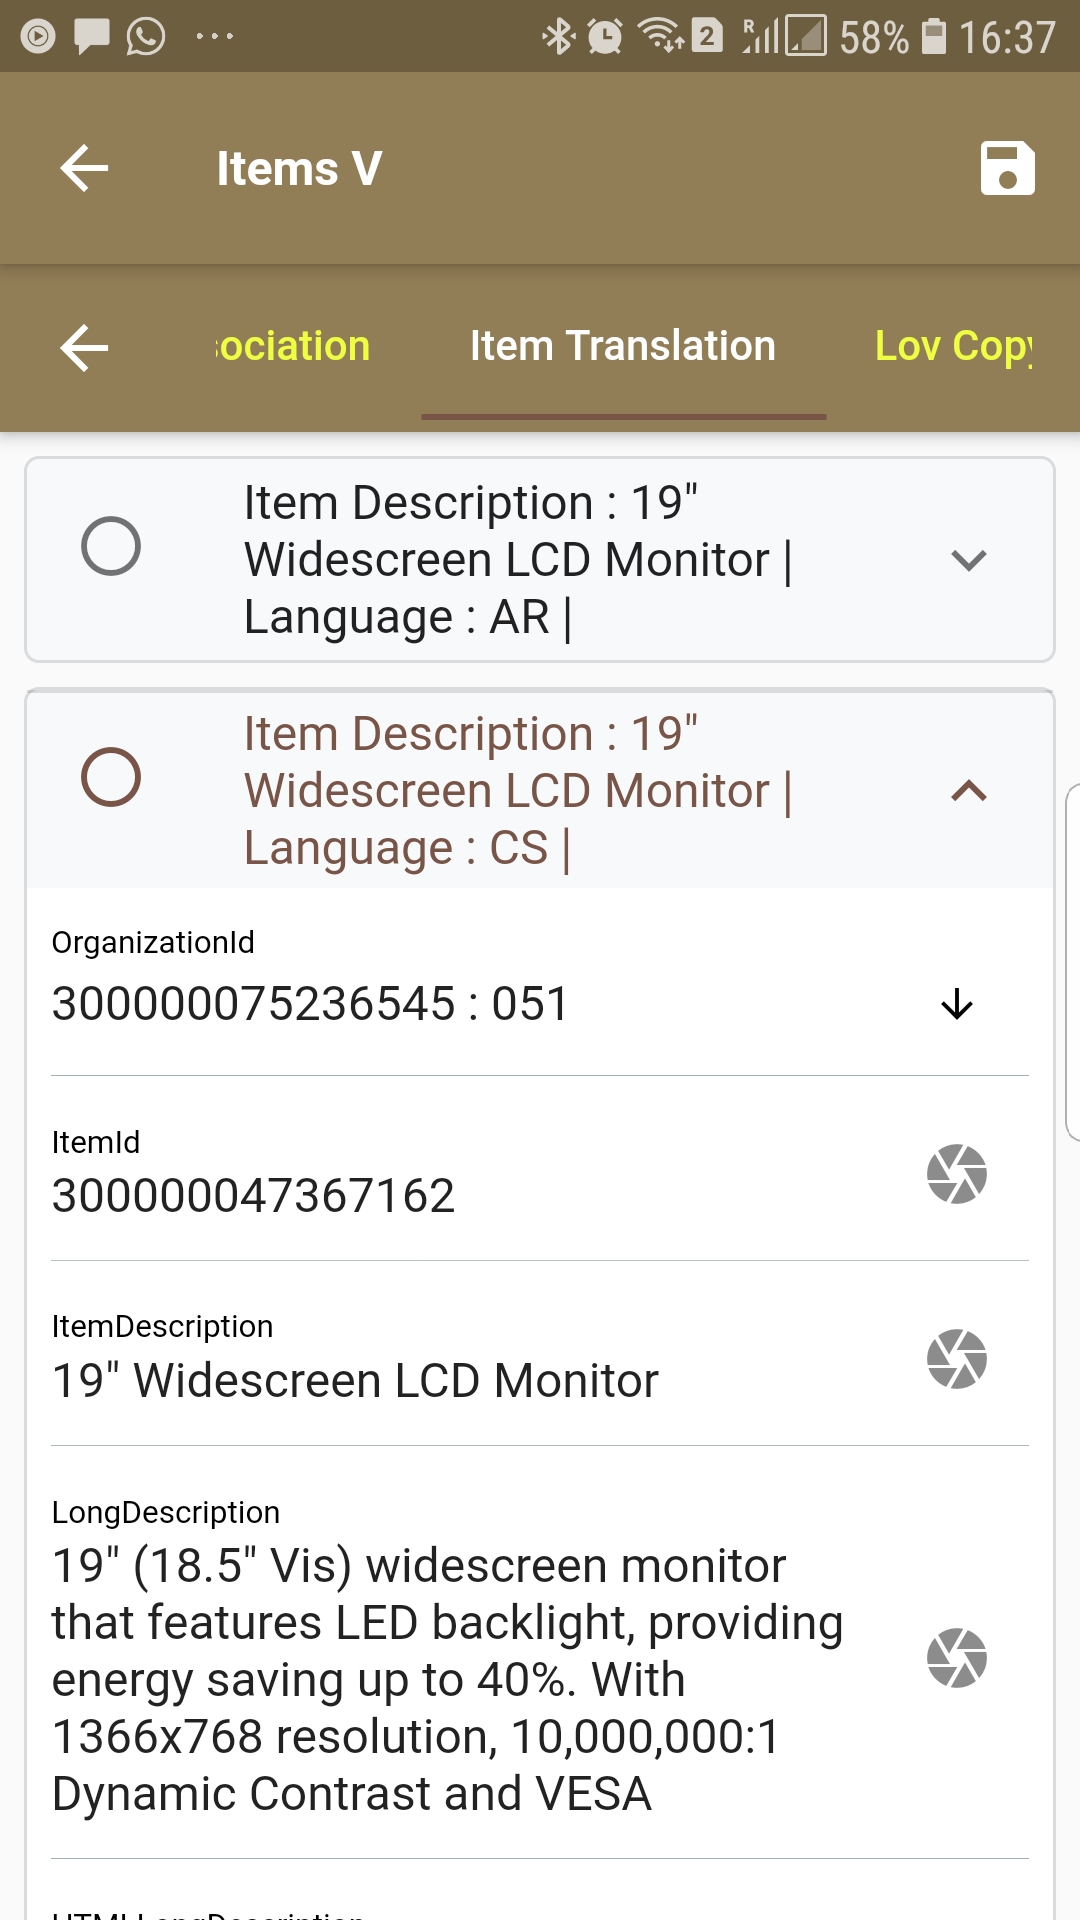 2 R 58% 16:37
Items V
ociation Item Translation Lov Copy
Item Description : 19"
Widescreen LCD Monitor |
Language : AR |
Item Description : 19"
Widescreen LCD Monitor |
Language : CS |
OrganizationId
300000075236545 : 051
ItemId
300000047367162
ItemDescription
19" Widescreen LCD Monitor
LongDescription
19" (18.5" Vis) widescreen monitor
that features LED backlight, providing
energy saving up to 40%. With
1366x768 resolution, 10,000,000:1
Dynamic Contrast and VESA
HTMLLongDescription